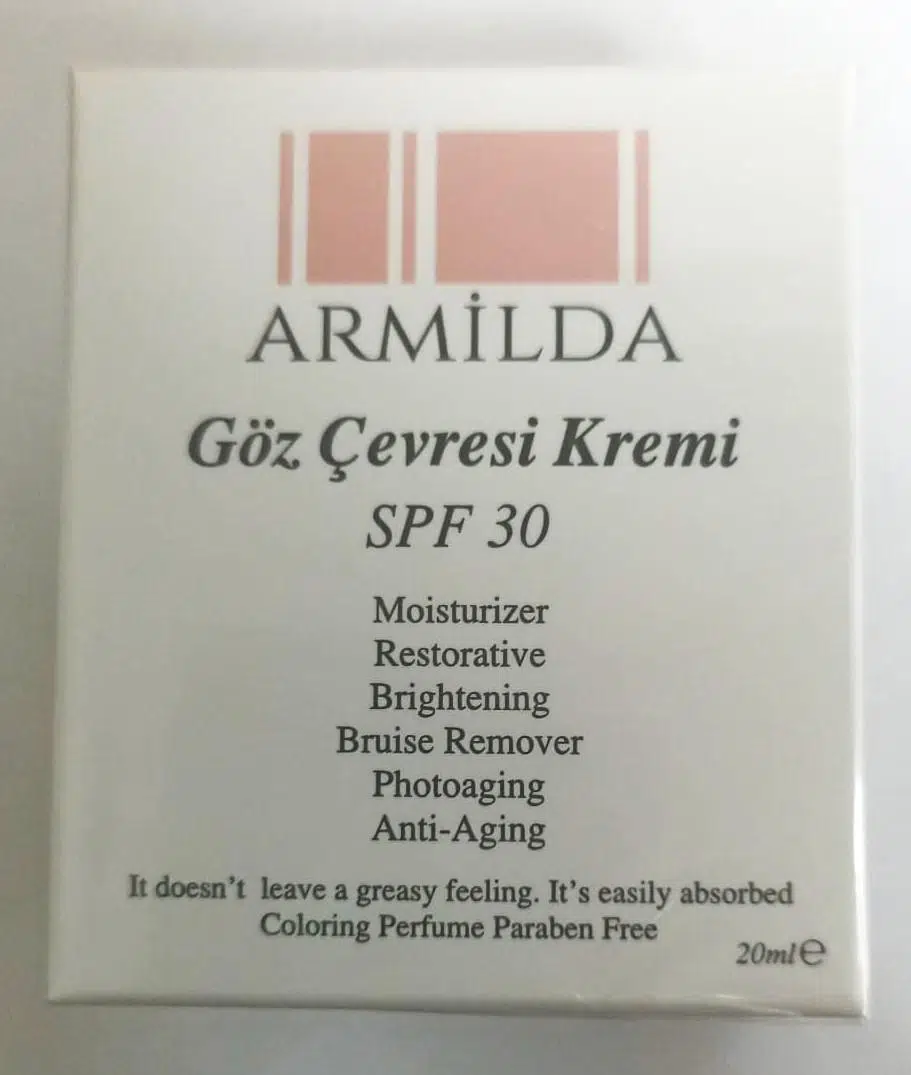 ARMİLDA
Göz Çevresi Kremi
SPF 30
Moisturizer
Restorative
Brightening
Bruise Remover
Photoaging
Anti-Aging
It doesn't leave a greasy feeling. It's easily absorbed
Coloring Perfume Paraben Free
20ml℮